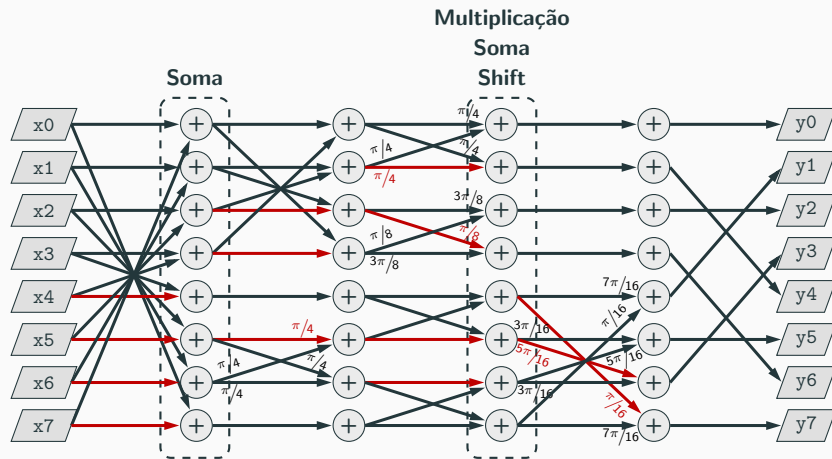 Multiplicação
Soma
Shift
Soma
x0 + + π/4 + + y0
π/4 π/4
x1 + + π/4 + + y1
x2 + + 3π/8 + + y2
π/8 π/8
x3 + + 3π/8 + + y3
x4 + + + 7π/16 + y4
π/4 3π/16 π/16
x5 + + + 5π/16 + y5
π/4 π/4 5π/16
x6 + π/4 + + 3π/16 + y6
π/16
x7 + + + 7π/16 + y7